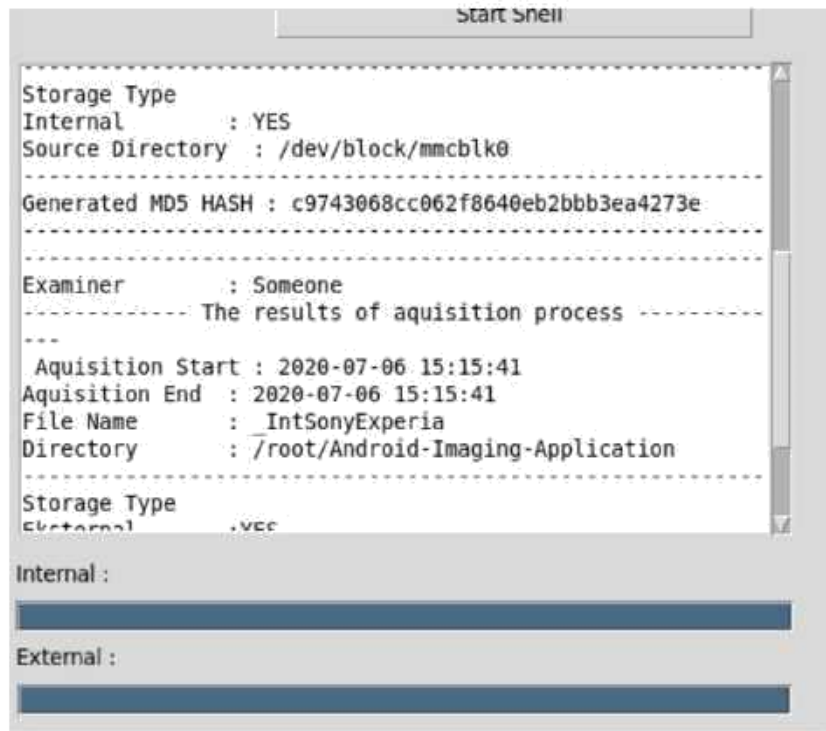 Start Shell
------------------------------------------------------------
Storage Type
Internal : YES
Source Directory : /dev/block/mmcblk0
------------------------------------------------------------
Generated MD5 HASH : c9743068cc062f8640eb2bbb3ea4273e
------------------------------------------------------------
------------------------------------------------------------
Examiner : Someone
------------- The results of aquisition process ----------
---
Aquisition Start : 2020-07-06 15:15:41
Aquisition End : 2020-07-06 15:15:41
File Name : _IntSonyExperia
Directory : /root/Android-Imaging-Application
------------------------------------------------------------
Storage Type
Eksternal :YES
Internal :
External :